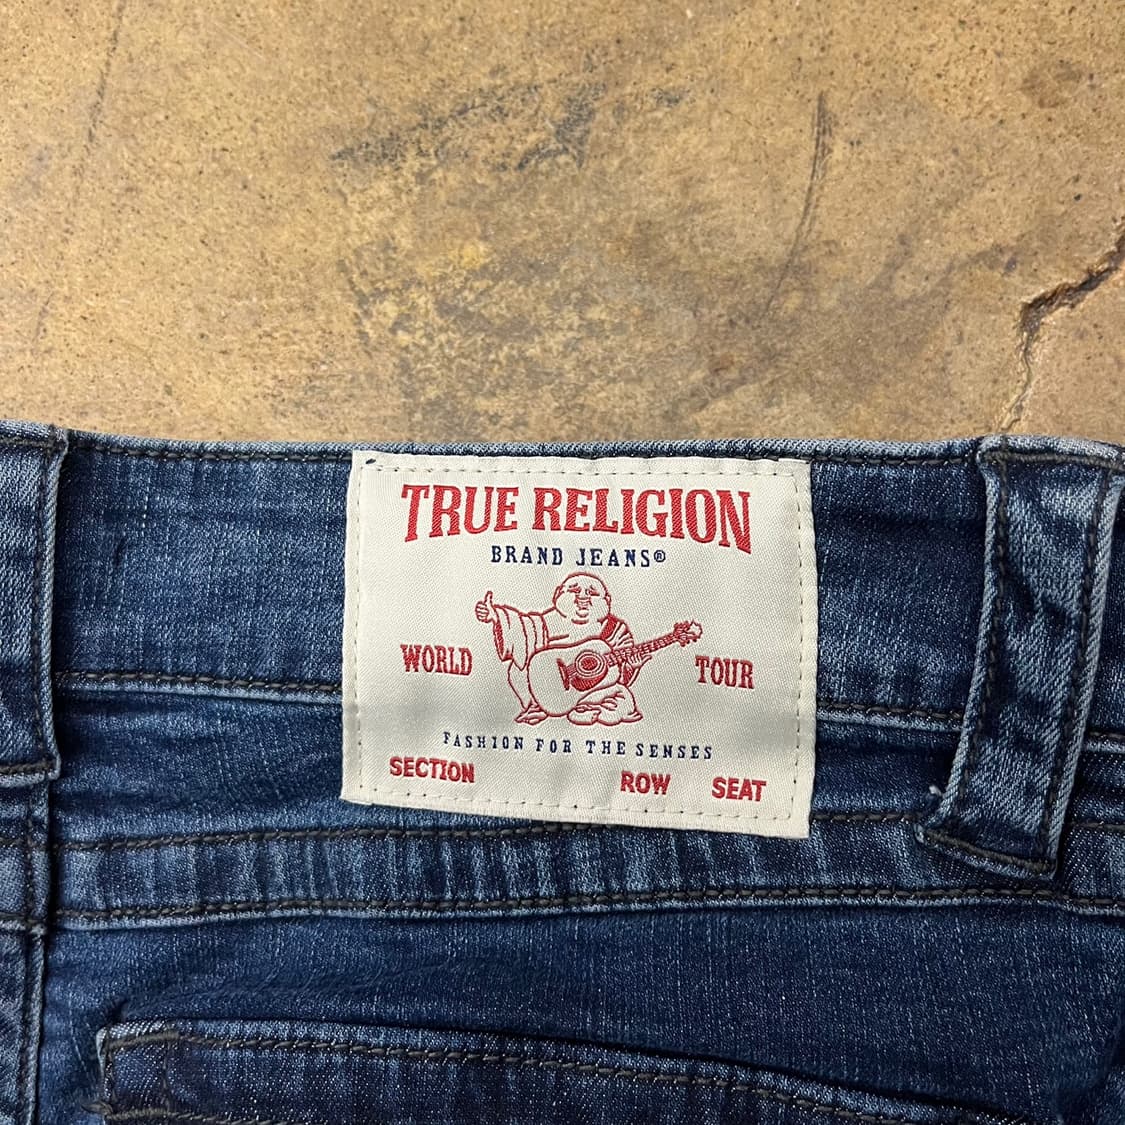 TRUE RELIGION
BRAND JEANS®
WORLD TOUR
FASHION FOR THE SENSES
SECTION ROW SEAT